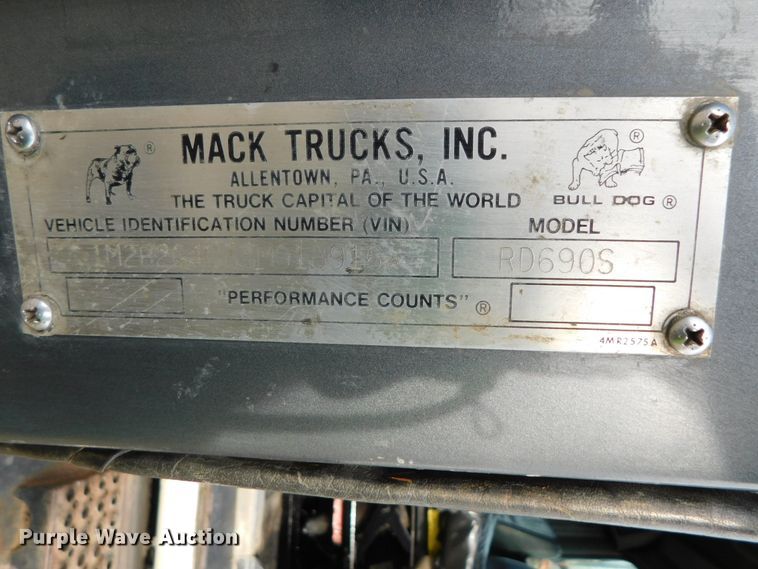 ®
MACK TRUCKS, INC.
ALLENTOWN, PA., U.S.A.
THE TRUCK CAPITAL OF THE WORLD
®
BULL DOG ®
VEHICLE IDENTIFICATION NUMBER (VIN)
MODEL
RD690S
"PERFORMANCE COUNTS" ®
4MR2575A
Purple Wave Auction